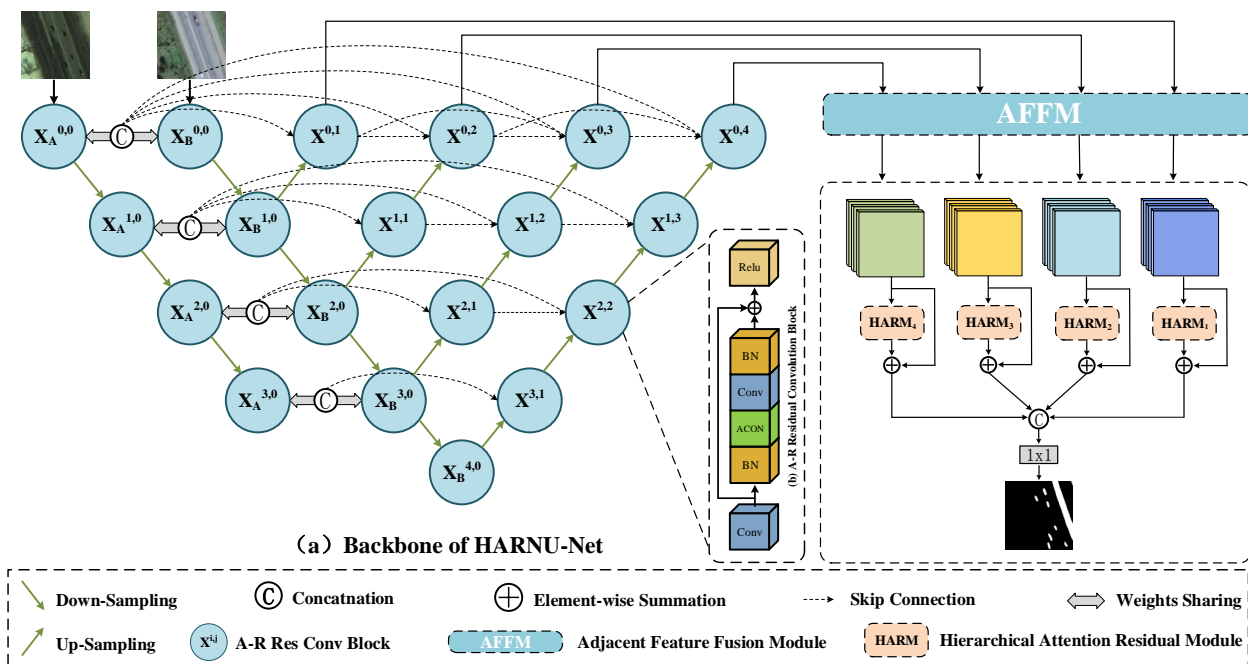 AFFM
X_A^0,0
C
X_B^0,0
X^0,1
X^0,2
X^0,3
X^0,4
X_A^1,0
C
X_B^1,0
X^1,1
X^1,2
X^1,3
X_A^2,0
C
X_B^2,0
X^2,1
X^2,2
X_A^3,0
C
X_B^3,0
X^3,1
X_B^4,0
Relu
BN
Conv
ACON
BN
Conv
(b) A-R Residual Convolution Block
HARM₄
HARM₃
HARM₂
HARM₁
C
1x1
（a）Backbone of HARNU-Net
Down-Sampling
C Concatnation
Element-wise Summation
Skip Connection
Weights Sharing
Up-Sampling
X^i,j A-R Res Conv Block
AFFM Adjacent Feature Fusion Module
HARM Hierarchical Attention Residual Module